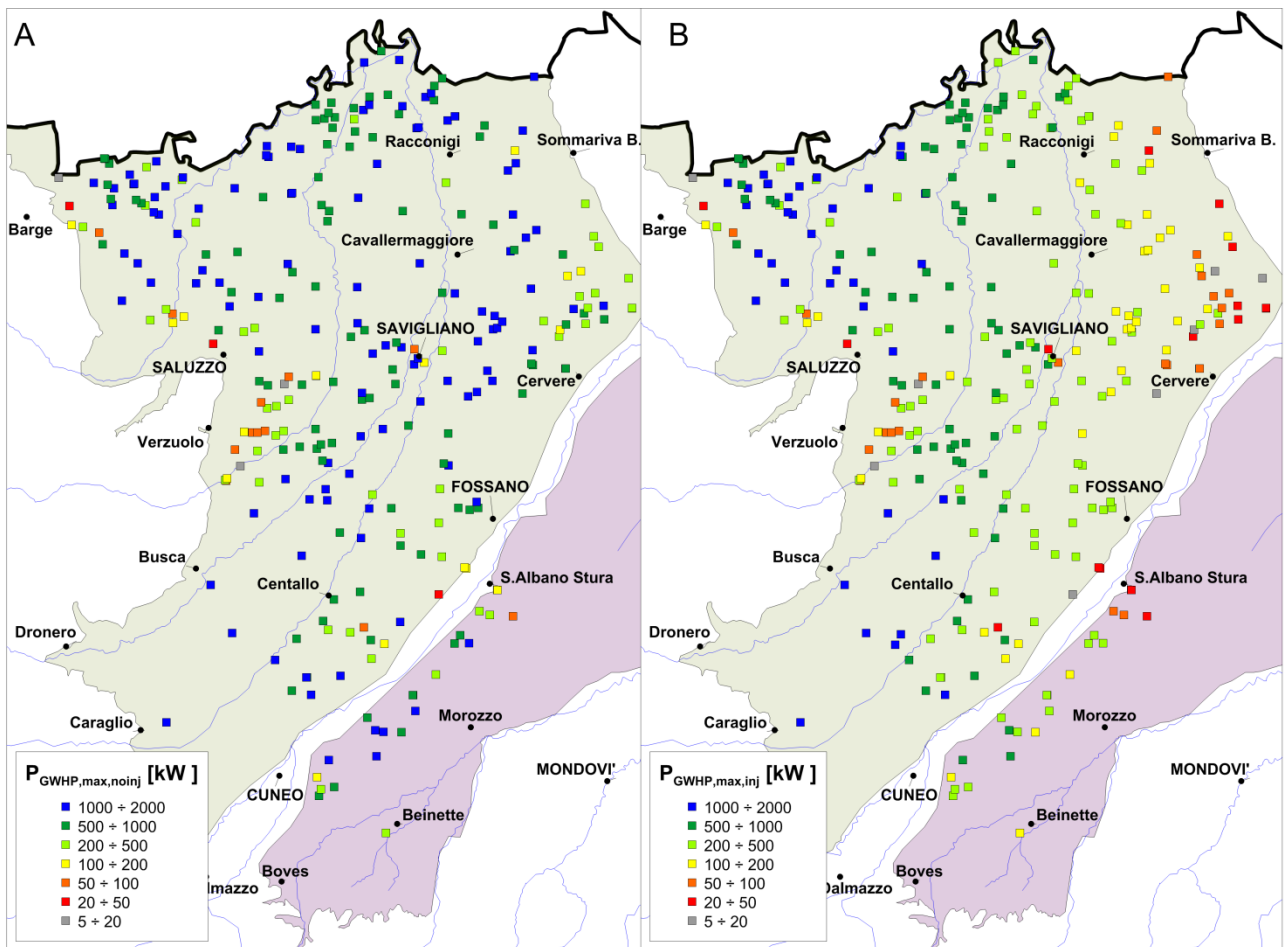 A
Racconigi
Sommariva B.
Barge
Cavallermaggiore
SAVIGLIANO
SALUZZO
Cervere
Verzuolo
FOSSANO
Busca
S.Albano Stura
Centallo
Dronero
Caraglio
Morozzo
MONDOVI'
CUNEO
Beinette
Boves
lmazzo
P GWHP,max,noinj [kW ]
1000 ÷ 2000
500 ÷ 1000
200 ÷ 500
100 ÷ 200
50 ÷ 100
20 ÷ 50
5 ÷ 20
B
Racconigi
Sommariva B.
Barge
Cavallermaggiore
SAVIGLIANO
SALUZZO
Cervere
Verzuolo
FOSSANO
Busca
S.Albano Stura
Centallo
Dronero
Caraglio
Morozzo
MONDOVI'
CUNEO
Beinette
Boves
Dalmazzo
P GWHP,max,inj [kW ]
1000 ÷ 2000
500 ÷ 1000
200 ÷ 500
100 ÷ 200
50 ÷ 100
20 ÷ 50
5 ÷ 20